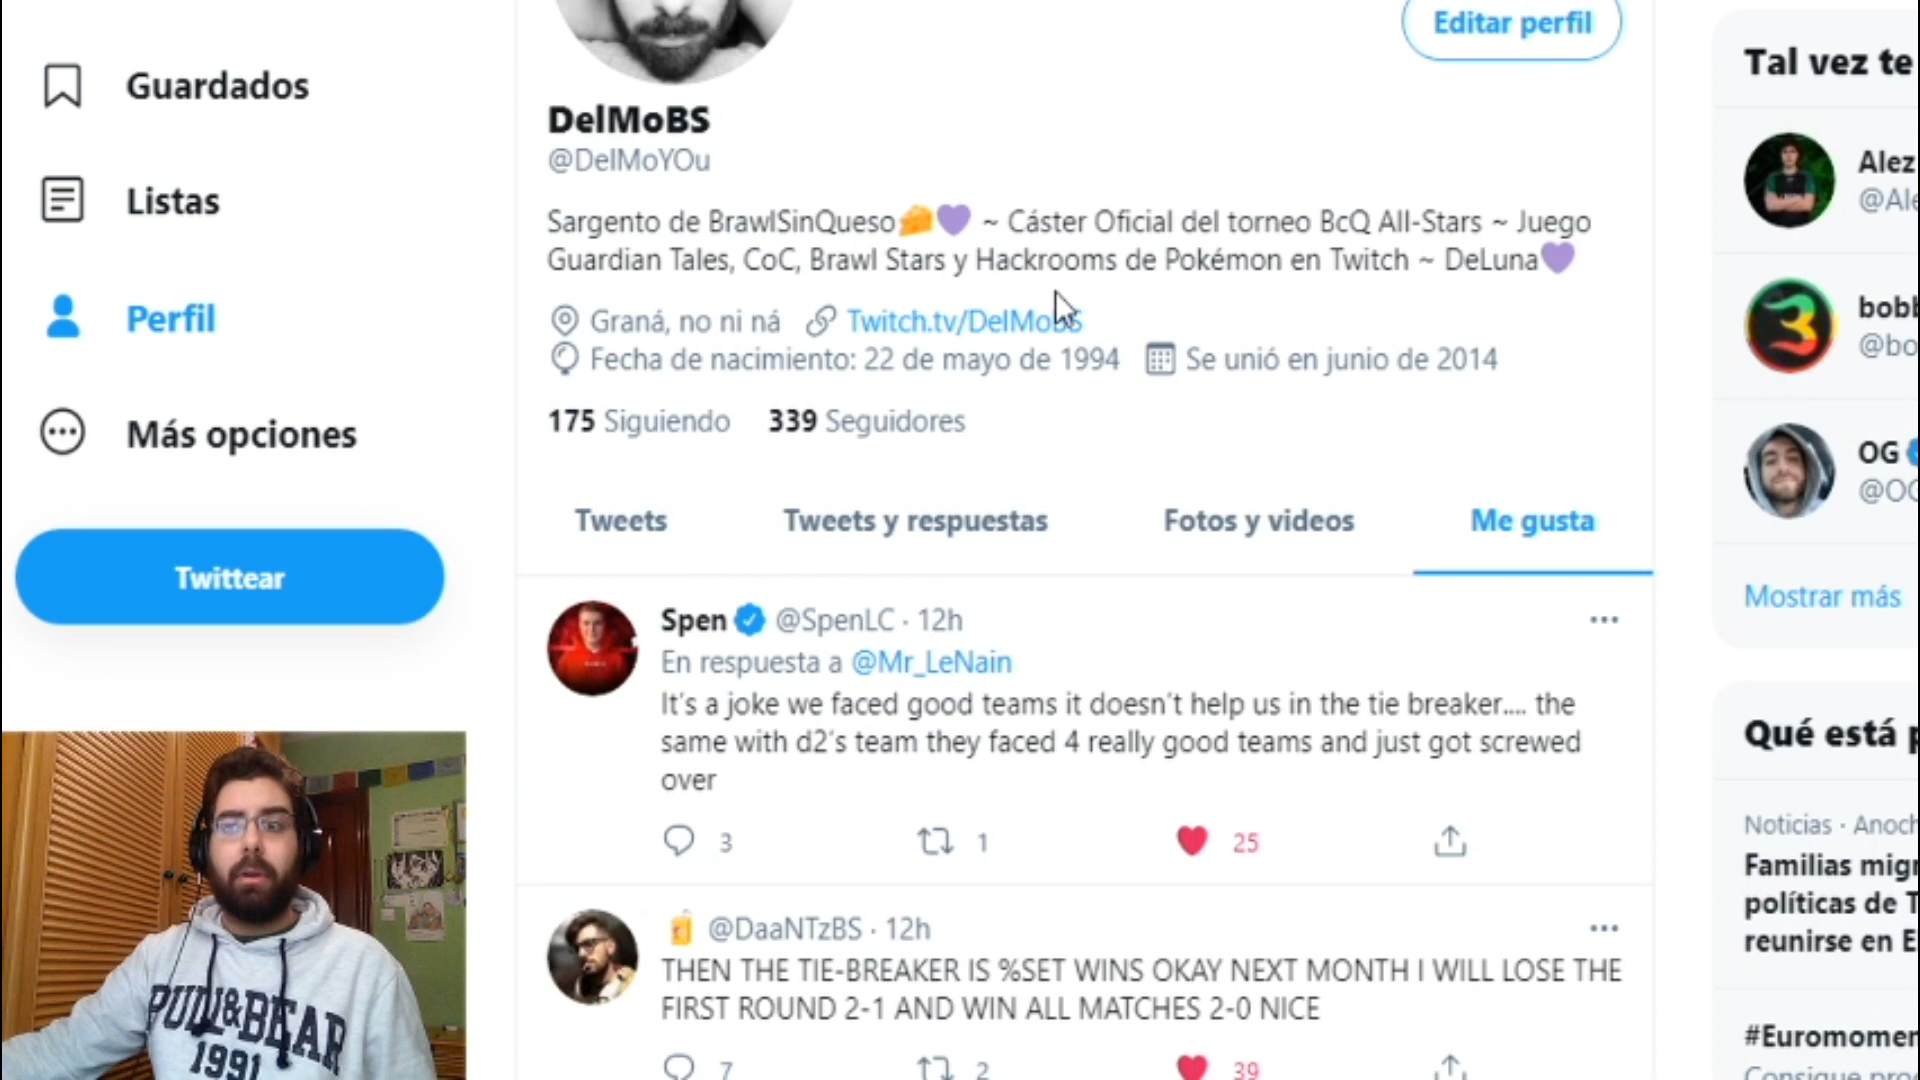 Guardados
Listas
Perfil
Más opciones
Twittear
Editar perfil
DelMoBS
@DelMoYOu
Sargento de BrawlSinQueso🧀💜 ~ Cáster Oficial del torneo BcQ All-Stars ~ Juego
Guardian Tales, CoC, Brawl Stars y Hackrooms de Pokémon en Twitch ~ DeLuna💜
Graná, no ni ná Twitch.tv/DelMoBS
Fecha de nacimiento: 22 de mayo de 1994 Se unió en junio de 2014
175 Siguiendo 339 Seguidores
Tweets Tweets y respuestas Fotos y videos Me gusta
Spen @SpenLC · 12h
En respuesta a @Mr_LeNain
It's a joke we faced good teams it doesn't help us in the tie breaker.... the
same with d2's team they faced 4 really good teams and just got screwed
over
3 1 25
@DaaNTzBS · 12h
THEN THE TIE-BREAKER IS %SET WINS OKAY NEXT MONTH I WILL LOSE THE
FIRST ROUND 2-1 AND WIN ALL MATCHES 2-0 NICE
7 2 39
Tal vez te
Alez
@Ale
bobb
@bo
OG
@OG
Mostrar más
Qué está p
Noticias · Anoch
Familias migr
políticas de T
reunirse en E
#Euromomen
Consigue prod
PULL&BEAR
1991